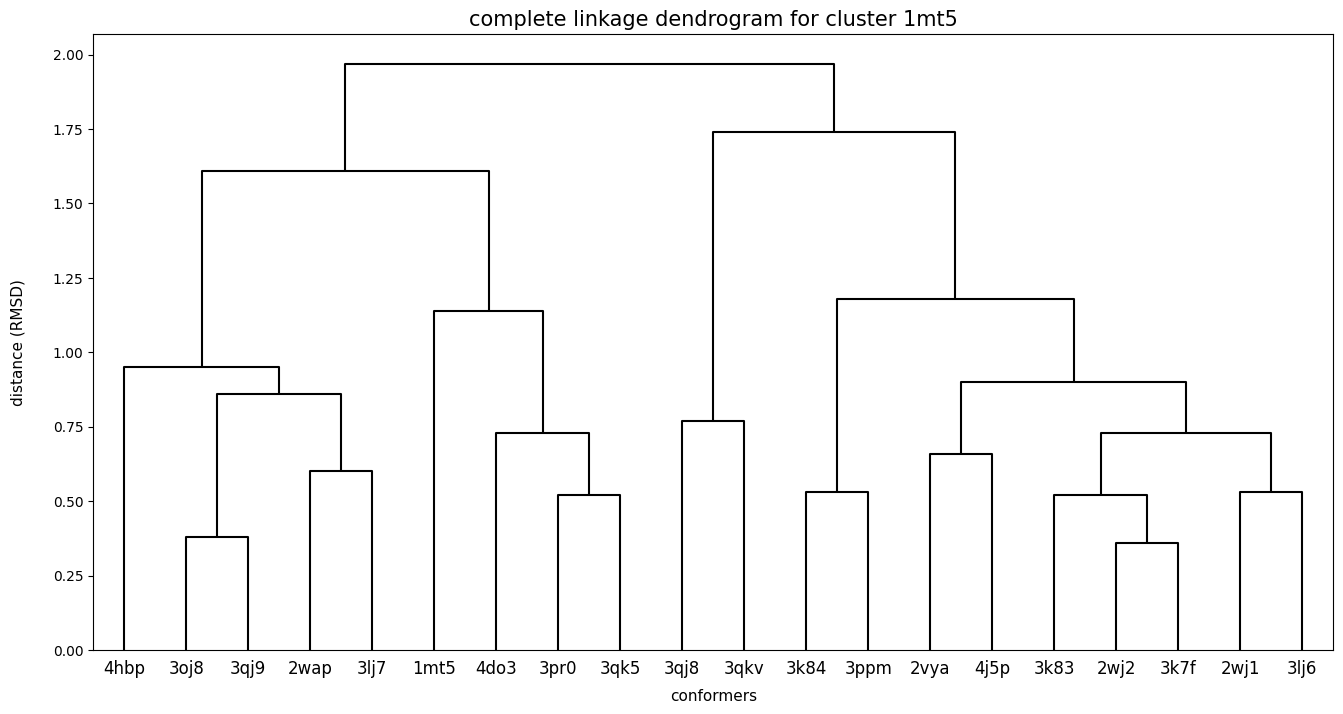 complete linkage dendrogram for cluster 1mt5
2.00
1.75
1.50
1.25
1.00
0.75
0.50
0.25
0.00
distance (RMSD)
4hbp 3oj8 3qj9 2wap 3lj7 1mt5 4do3 3pr0 3qk5 3qj8 3qkv 3k84 3ppm 2vya 4j5p 3k83 2wj2 3k7f 2wj1 3lj6
conformers